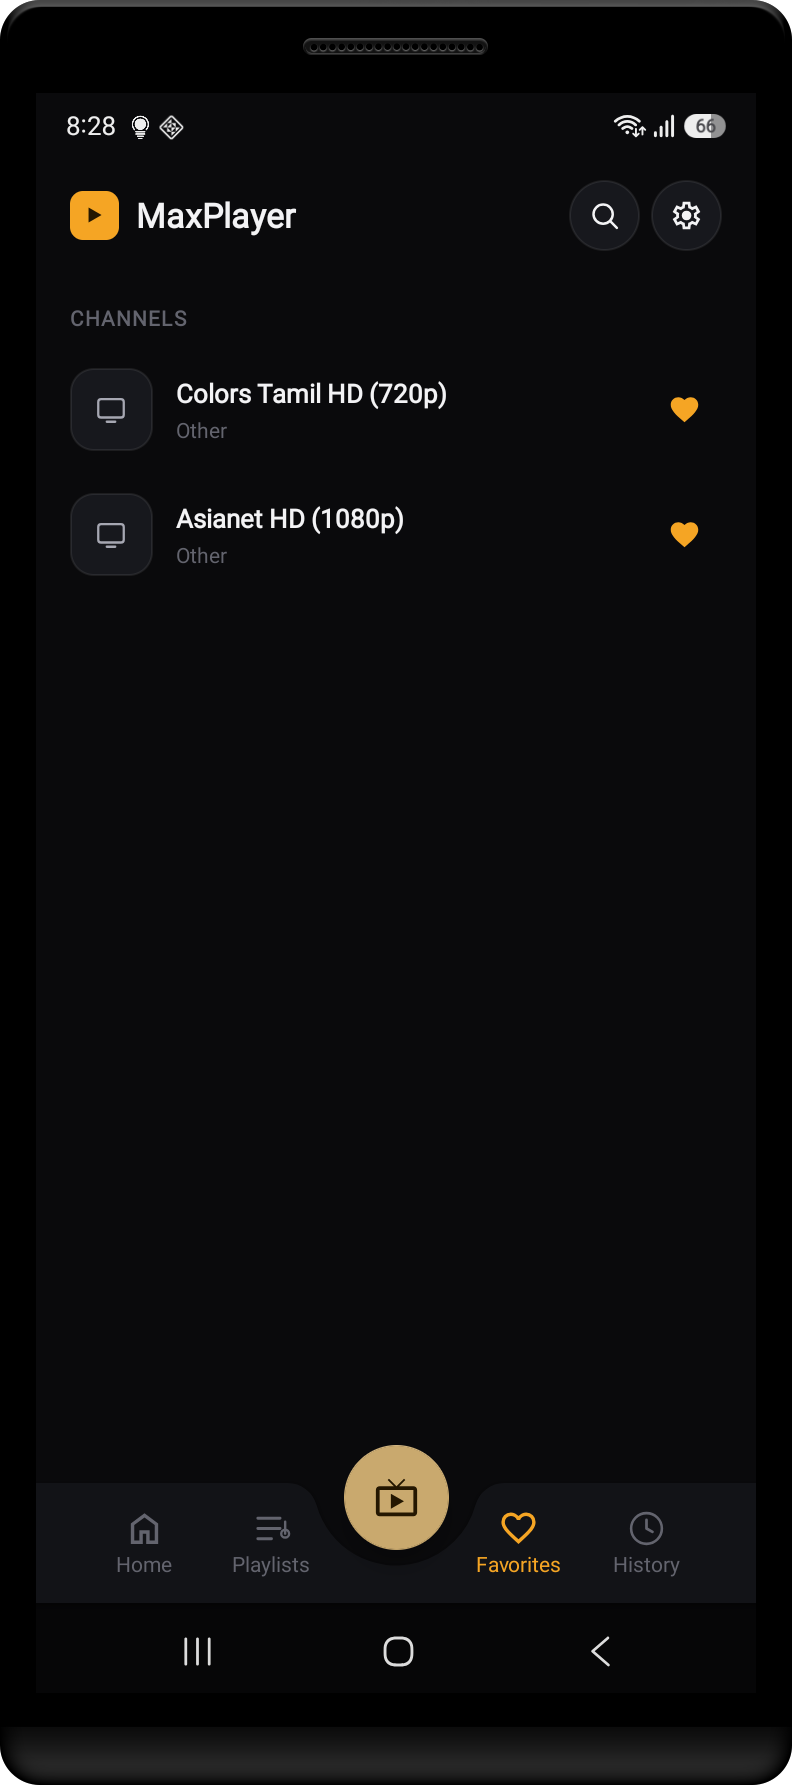 8:28
66
MaxPlayer
CHANNELS
Colors Tamil HD (720p)
Other
Asianet HD (1080p)
Other
Home
Playlists
Favorites
History